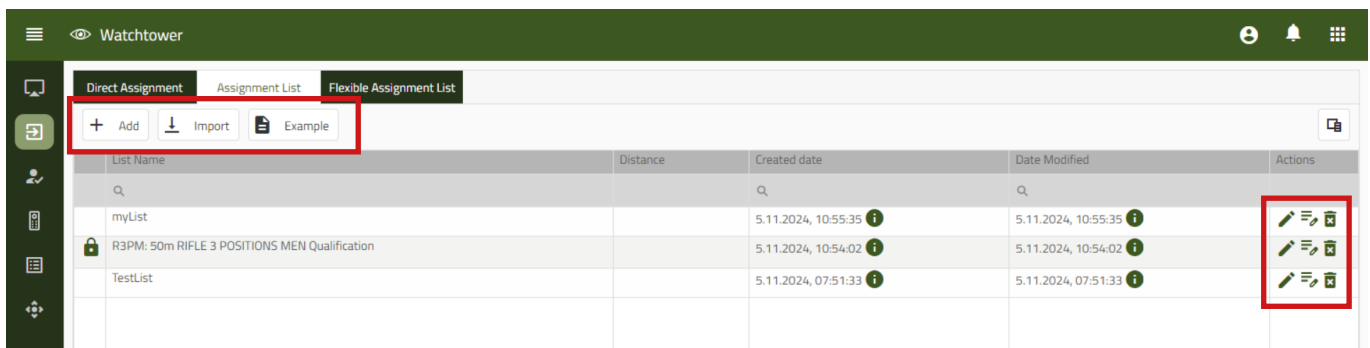 Watchtower
Direct Assignment Assignment List Flexible Assignment List
Add Import Example
List Name Distance Created date Date Modified Actions
myList 5.11.2024, 10:55:35 5.11.2024, 10:55:35
R3PM: 50m RIFLE 3 POSITIONS MEN Qualification 5.11.2024, 10:54:02 5.11.2024, 10:54:02
TestList 5.11.2024, 07:51:33 5.11.2024, 07:51:33